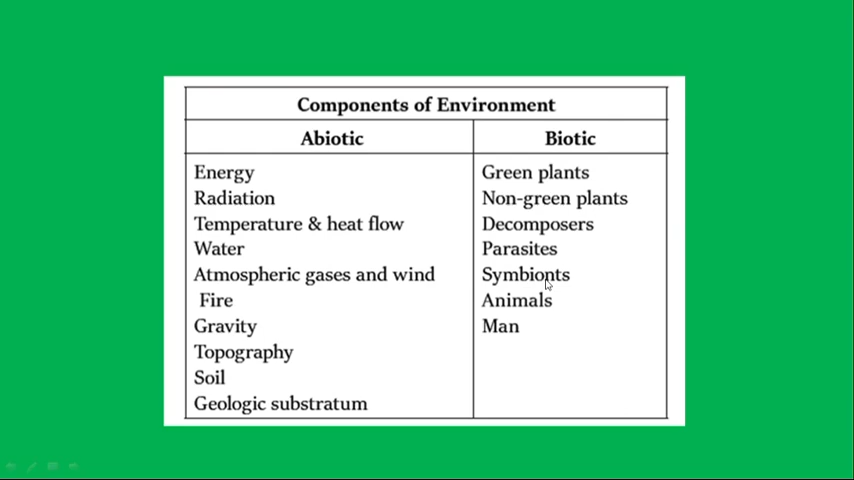 Components of Environment
Abiotic Biotic
Energy Green plants
Radiation Non-green plants
Temperature & heat flow Decomposers
Water Parasites
Atmospheric gases and wind Symbionts
Fire Animals
Gravity Man
Topography
Soil
Geologic substratum